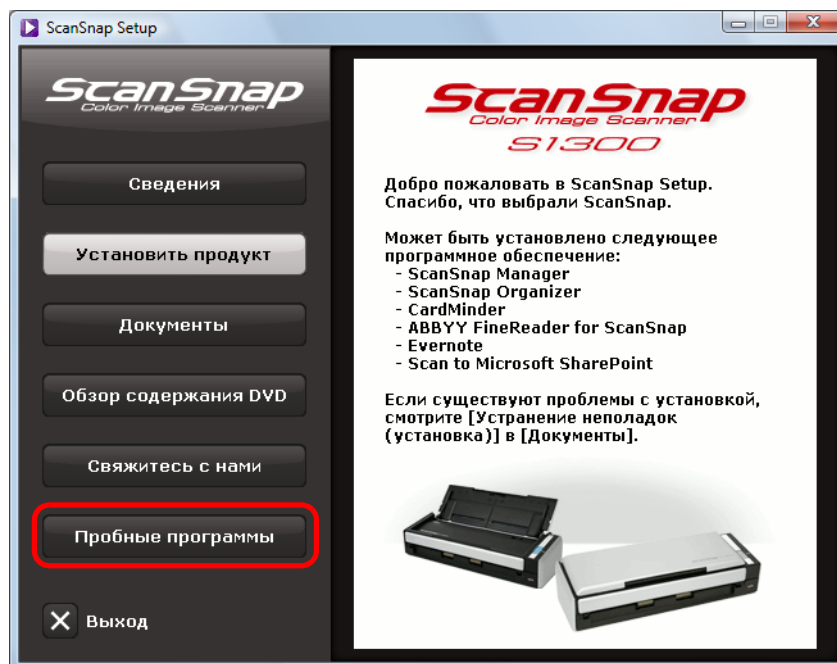 ScanSnap Setup
ScanSnap
Color Image Scanner
Сведения
Установить продукт
Документы
Обзор содержания DVD
Свяжитесь с нами
Пробные программы
Выход
ScanSnap
Color Image Scanner
S1300
Добро пожаловать в ScanSnap Setup.
Спасибо, что выбрали ScanSnap.
Может быть установлено следующее
программное обеспечение:
- ScanSnap Manager
- ScanSnap Organizer
- CardMinder
- ABBYY FineReader for ScanSnap
- Evernote
- Scan to Microsoft SharePoint
Если существуют проблемы с установкой,
смотрите [Устранение неполадок
(установка)] в [Документы].